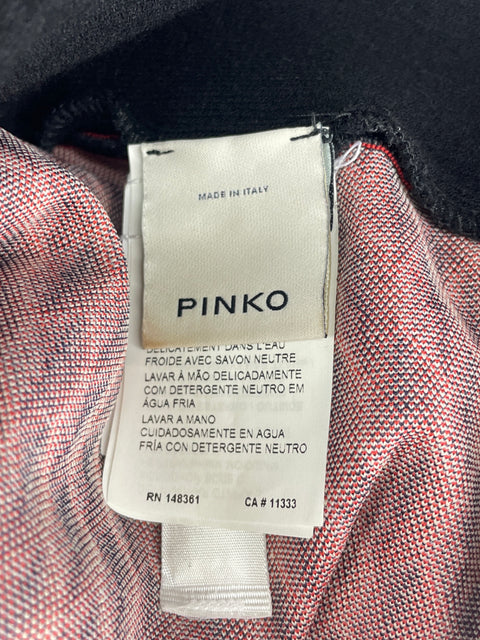 MADE IN ITALY
PINKO
DÉLICATEMENT DANS L'EAU
FROIDE AVEC SAVON NEUTRE
LAVAR À MÃO DELICADAMENTE
COM DETERGENTE NEUTRO EM
ÁGUA FRIA
LAVAR A MANO
CUIDADOSAMENTE EN AGUA
FRÍA CON DETERGENTE NEUTRO
RN 148361 CA # 11333